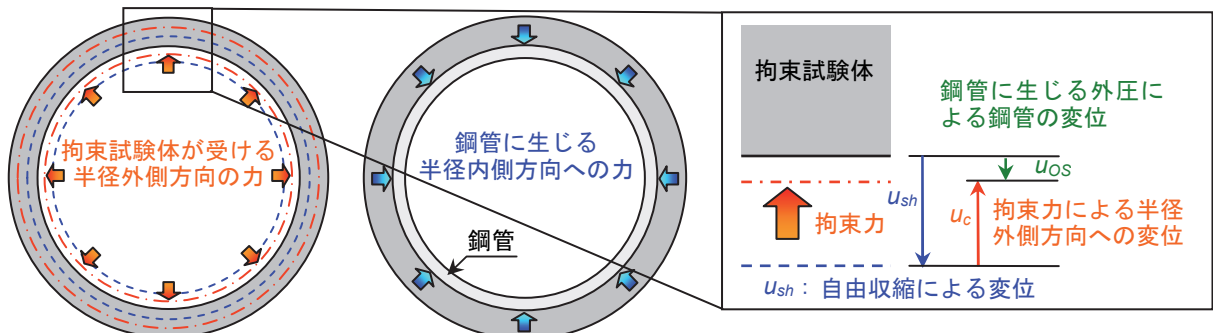 拘束試験体が受ける
半径外側方向の力
鋼管に生じる
半径内側方向への力
鋼管
拘束試験体
鋼管に生じる外圧に
よる鋼管の変位
uOS
ush
uc
拘束力
拘束力による半径
外側方向への変位
ush： 自由収縮による変位